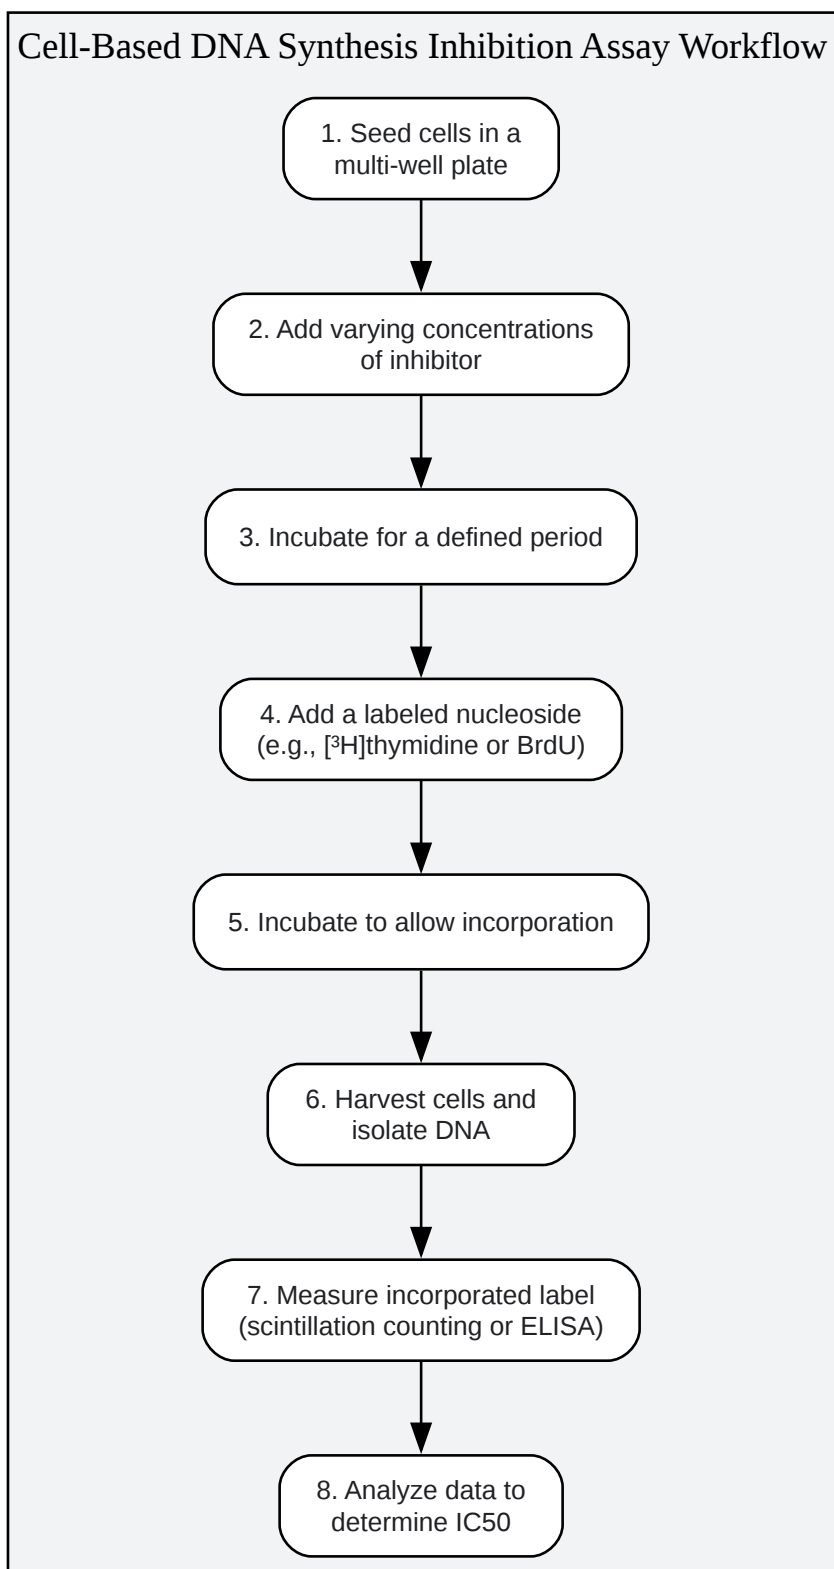 Cell-Based DNA Synthesis Inhibition Assay Workflow
1. Seed cells in a
multi-well plate
2. Add varying concentrations
of inhibitor
3. Incubate for a defined period
4. Add a labeled nucleoside
(e.g., [³H]thymidine or BrdU)
5. Incubate to allow incorporation
6. Harvest cells and
isolate DNA
7. Measure incorporated label
(scintillation counting or ELISA)
8. Analyze data to
determine IC50